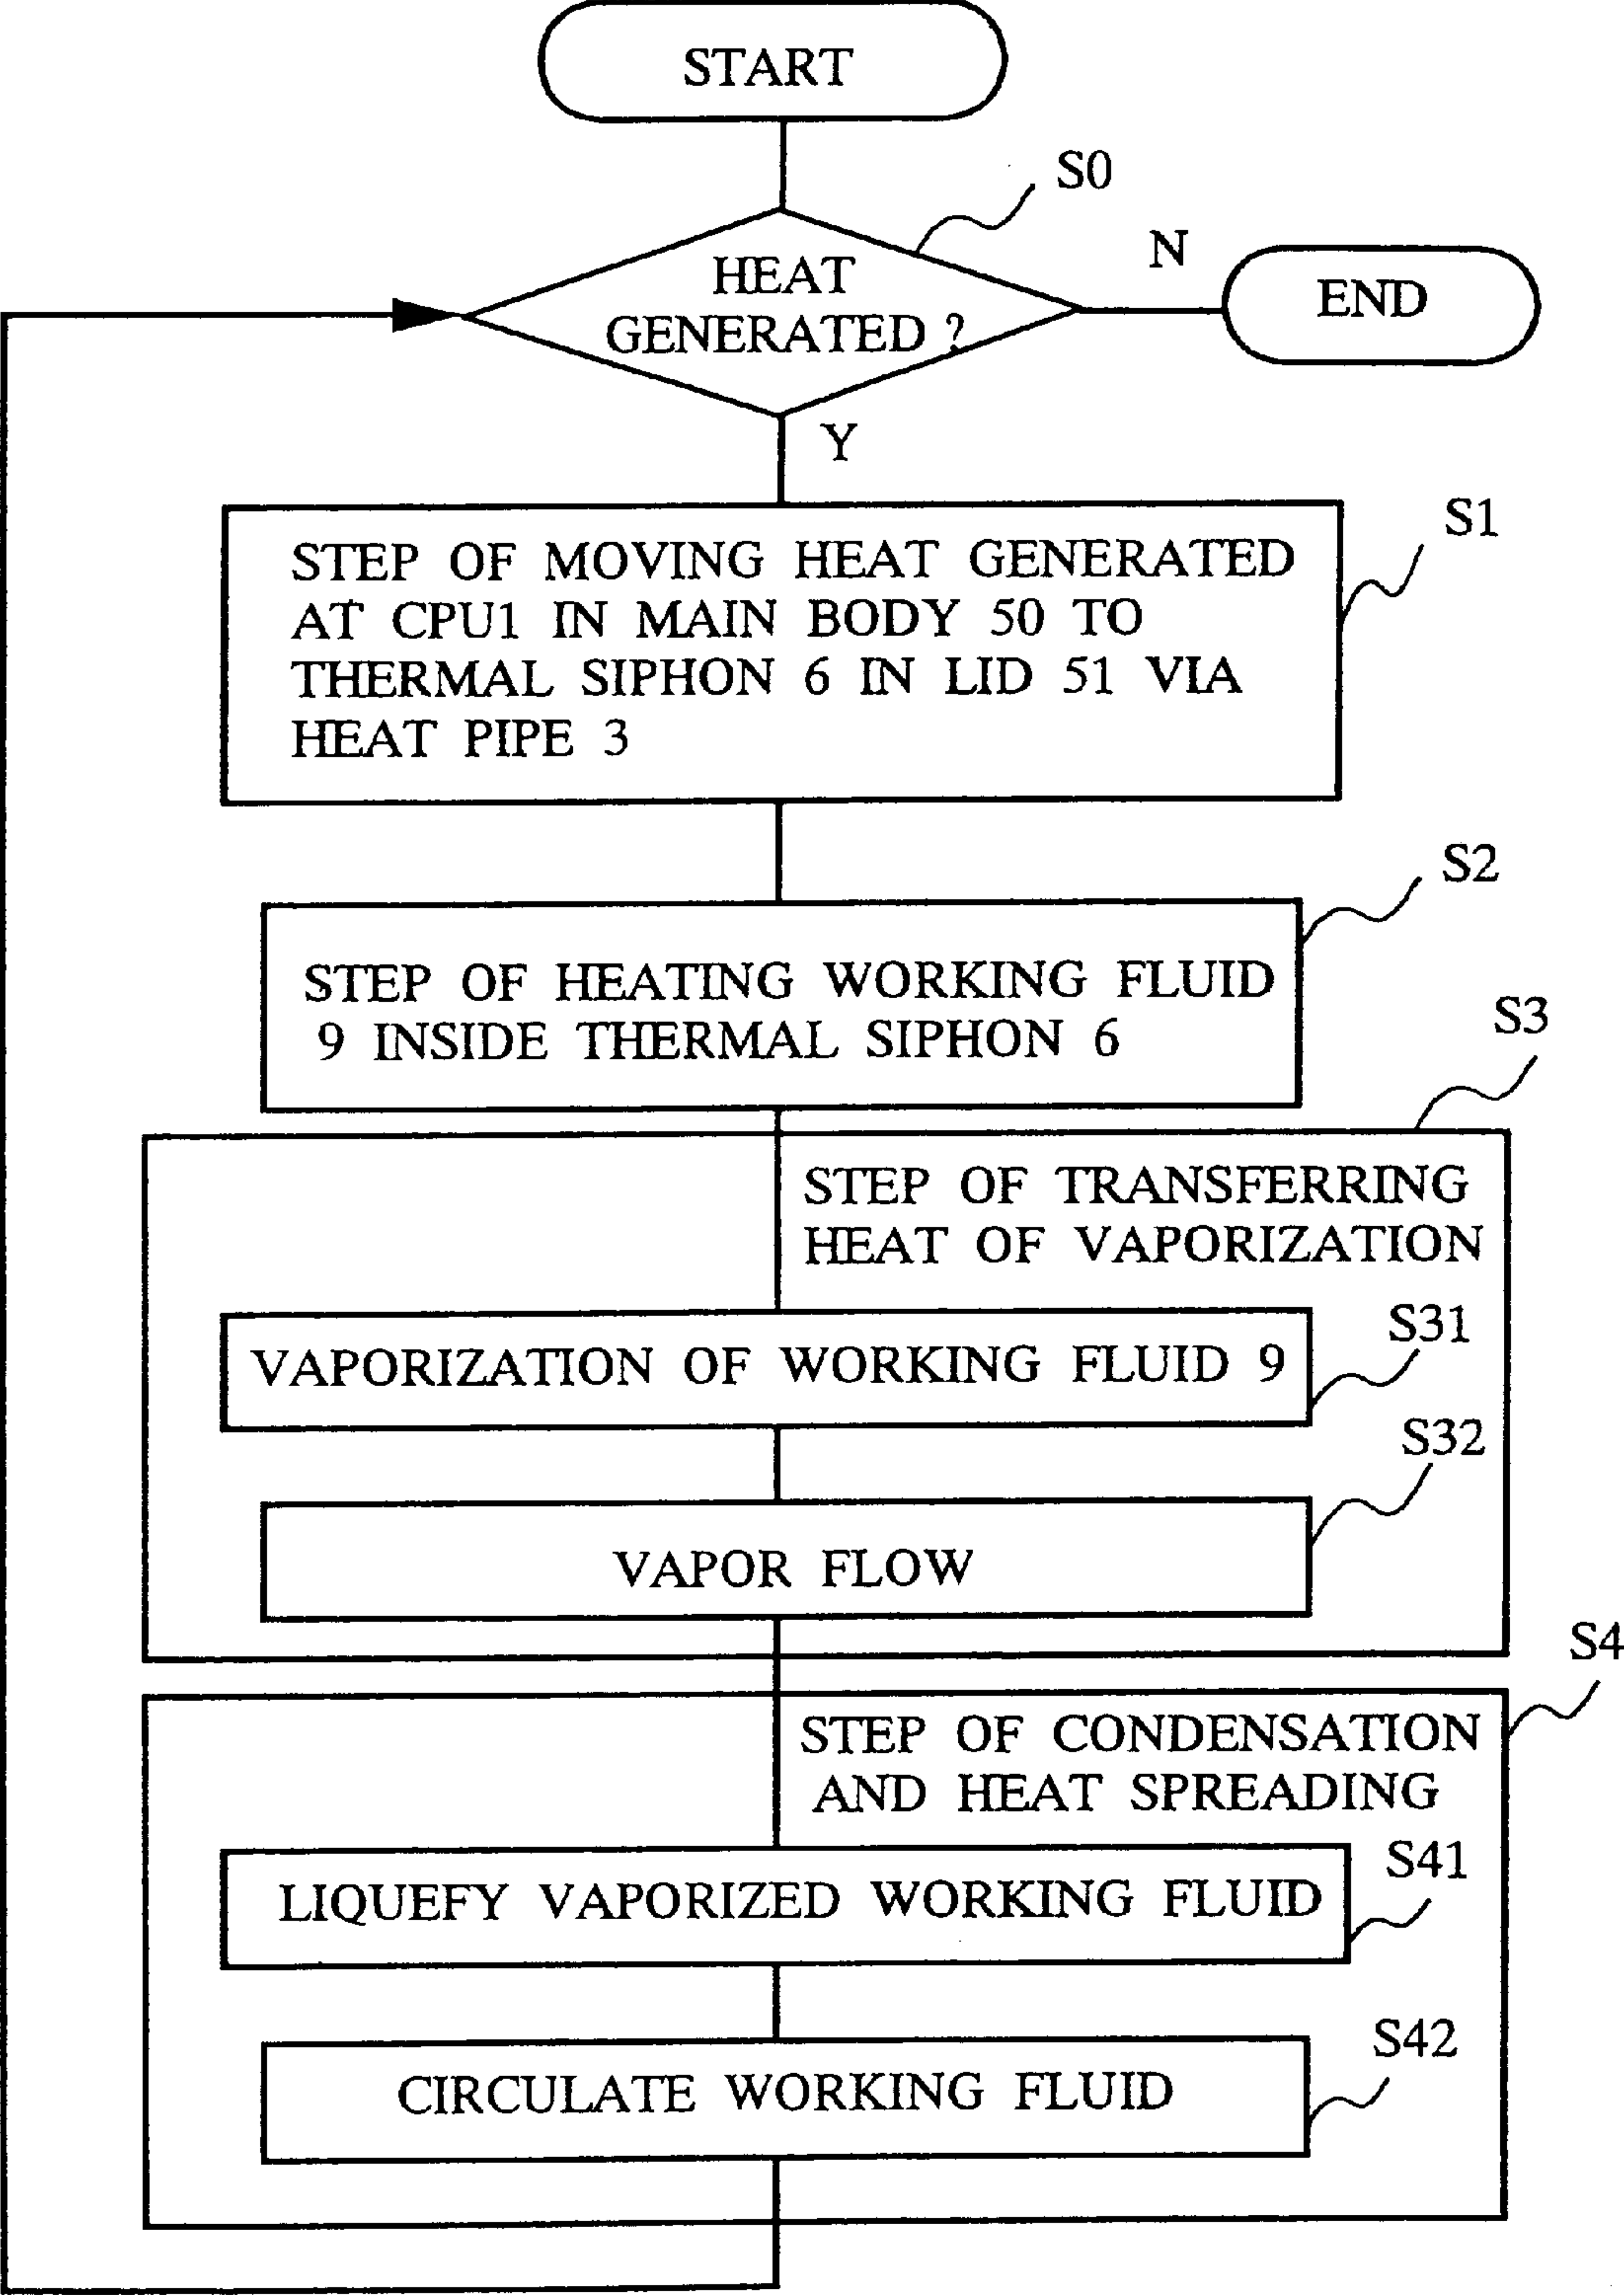 START
S0
HEAT
GENERATED ?
N
END
Y
S1
STEP OF MOVING HEAT GENERATED
AT CPU1 IN MAIN BODY 50 TO
THERMAL SIPHON 6 IN LID 51 VIA
HEAT PIPE 3
S2
STEP OF HEATING WORKING FLUID
9 INSIDE THERMAL SIPHON 6
S3
STEP OF TRANSFERRING
HEAT OF VAPORIZATION
S31
VAPORIZATION OF WORKING FLUID 9
S32
VAPOR FLOW
S4
STEP OF CONDENSATION
AND HEAT SPREADING
S41
LIQUEFY VAPORIZED WORKING FLUID
S42
CIRCULATE WORKING FLUID